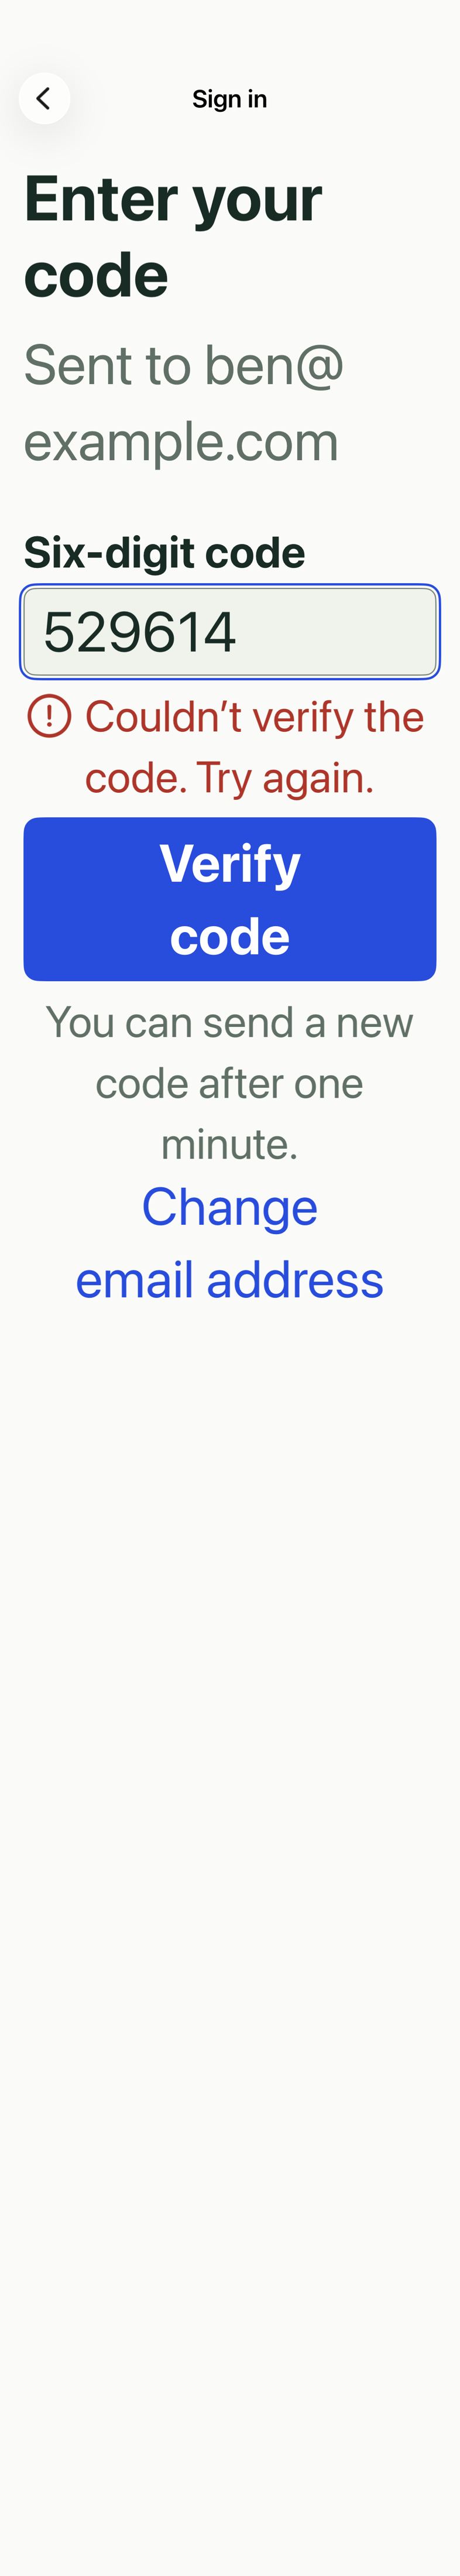 Sign in
Enter your
code
Sent to ben@
example.com
Six-digit code
529614
Couldn’t verify the
code. Try again.
Verify
code
You can send a new
code after one
minute.
Change
email address